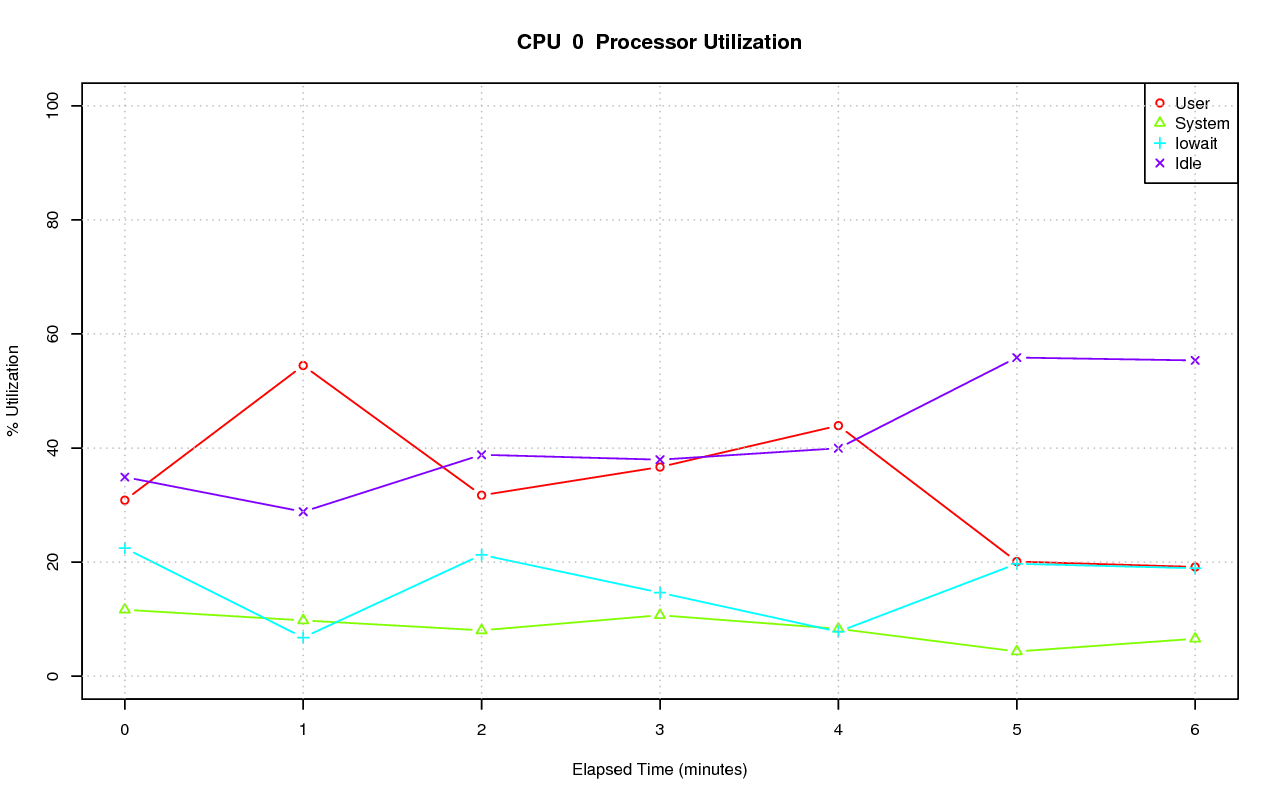 CPU 0 Processor Utilization
% Utilization
100
80
60
40
20
0
User
System
Iowait
Idle
0 1 2 3 4 5 6
Elapsed Time (minutes)